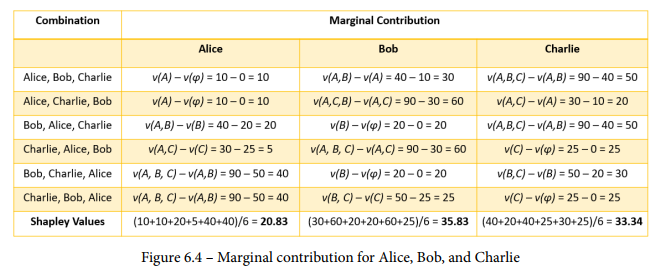 Combination Marginal Contribution
Alice Bob Charlie
Alice, Bob, Charlie v(A) – v(φ) = 10 – 0 = 10 v(A,B) – v(A) = 40 – 10 = 30 v(A,B,C) – v(A,B) = 90 – 40 = 50
Alice, Charlie, Bob v(A) – v(φ) = 10 – 0 = 10 v(A,C,B) – v(A,C) = 90 – 30 = 60 v(A,C) – v(A) = 30 – 10 = 20
Bob, Alice, Charlie v(A,B) – v(B) = 40 – 20 = 20 v(B) – v(φ) = 20 – 0 = 20 v(A,B,C) – v(A,B) = 90 – 40 = 50
Charlie, Alice, Bob v(A,C) – v(C) = 30 – 25 = 5 v(A, B, C) – v(A,C) = 90 – 30 = 60 v(C) – v(φ) = 25 – 0 = 25
Bob, Charlie, Alice v(A, B, C) – v(A,B) = 90 – 50 = 40 v(B) – v(φ) = 20 – 0 = 20 v(B,C) – v(B) = 50 – 20 = 30
Charlie, Bob, Alice v(A, B, C) – v(A,B) = 90 – 50 = 40 v(B, C) – v(C) = 50 – 25 = 25 v(C) – v(φ) = 25 – 0 = 25
Shapley Values (10+10+20+5+40+40)/6 = 20.83 (30+60+20+20+60+25)/6 = 35.83 (40+20+40+25+30+25)/6 = 33.34
Figure 6.4 – Marginal contribution for Alice, Bob, and Charlie